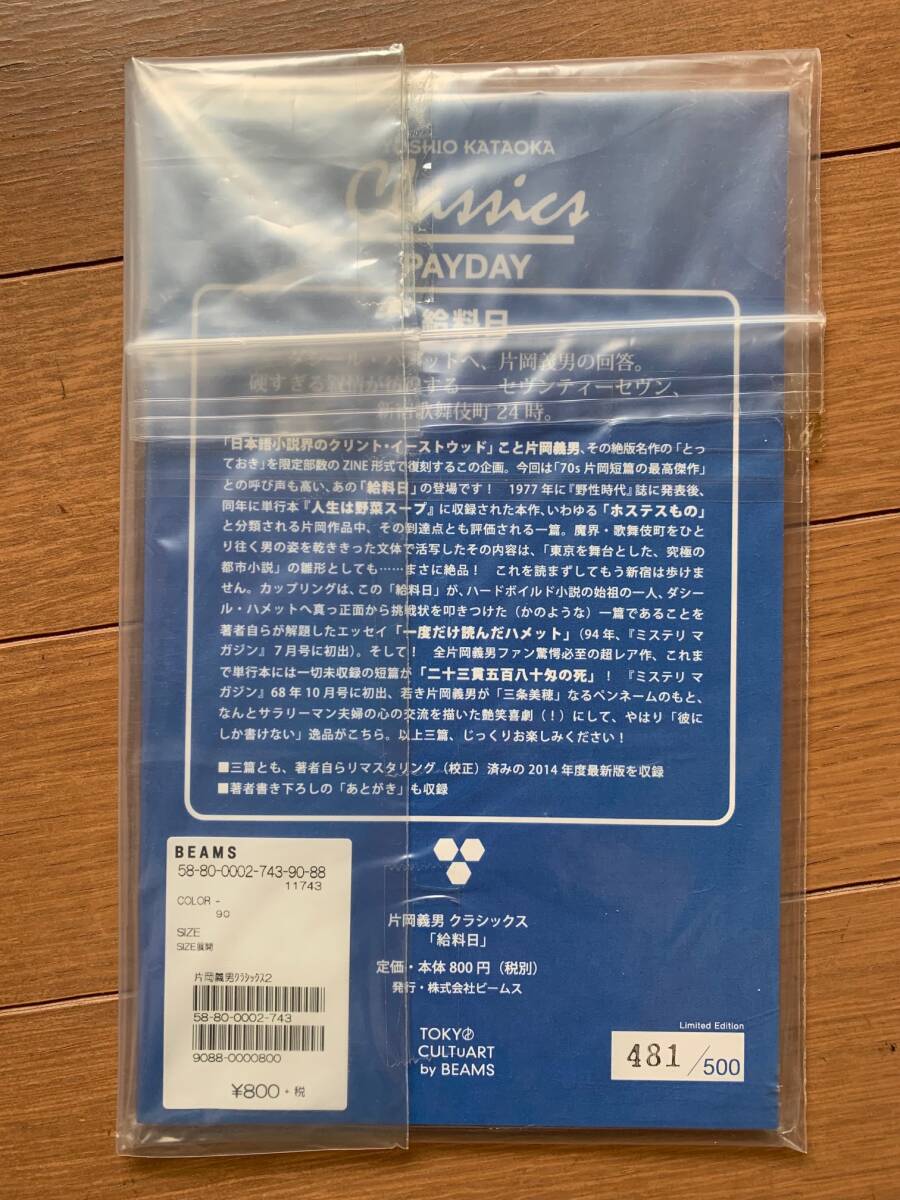 YOSHIO KATAOKA
Classics
PAYDAY
給料日
ダシール・ハメットへ、片岡義男の回答。
硬すぎる
する
セヴンティーセヴン、
新宿歌舞伎町 24時。
「日本語小説界のクリント・イーストウッド」こと片岡義男、その絶版名作の「とっ
ておき」を限定部数の ZINE 形式で復刻するこの企画。今回は「70s 片岡短篇の最高傑作」
との呼び声も高い、あの「給料日」の登場です！ 1977 年に『野性時代』誌に発表後、
同年に単行本『人生は野菜スープ』に収録された本作、いわゆる「ホステスもの」
と分類される片岡作品中、その到達点とも評価される一篇。魔界・歌舞伎町をひと
り往く男の姿を乾ききった文体で活写したその内容は、「東京を舞台とした、究極の
都市小説」の雛形としても……まさに絶品！ これを読まずしてもう新宿は歩けま
せん。カップリングは、この「給料日」が、ハードボイルド小説の始祖の一人、ダシー
ル・ハメットへ真っ正面から挑戦状を叩きつけた（かのような）一篇であることを
著者自らが解題したエッセイ「一度だけ読んだハメット」（94 年、『ミステリ マ
ガジン』７月号に初出）。そして！ 全片岡義男ファン驚愕必至の超レア作、これま
で単行本には一切未収録の短篇が「二十三貫五百八十匁の死」！『ミステリ マ
ガジン』68 年 10 月号に初出、若き片岡義男が「三条美穂」なるペンネームのもと、
なんとサラリーマン夫婦の心の交流を描いた艶笑喜劇（！）にして、やはり「彼に
しか書けない」逸品がこちら。以上三篇、じっくりお楽しみください！
■三篇とも、著者自らリマスタリング（校正）済みの 2014 年度最新版を収録
■著者書き下ろしの「あとがき」も収録
BEAMS
58-80-0002-743-90-88
11743
COLOR -
90
SIZE
SIZE展開
片岡義男ｸﾗｼｯｸｽ2
58-80-0002-743
9088-0000800
¥800 + 税
片岡義男 クラシックス
「給料日」
定価・本体 800 円（税別）
発行・株式会社ビームス
TOKYO
CULTUART
by BEAMS
Limited Edition
481/500